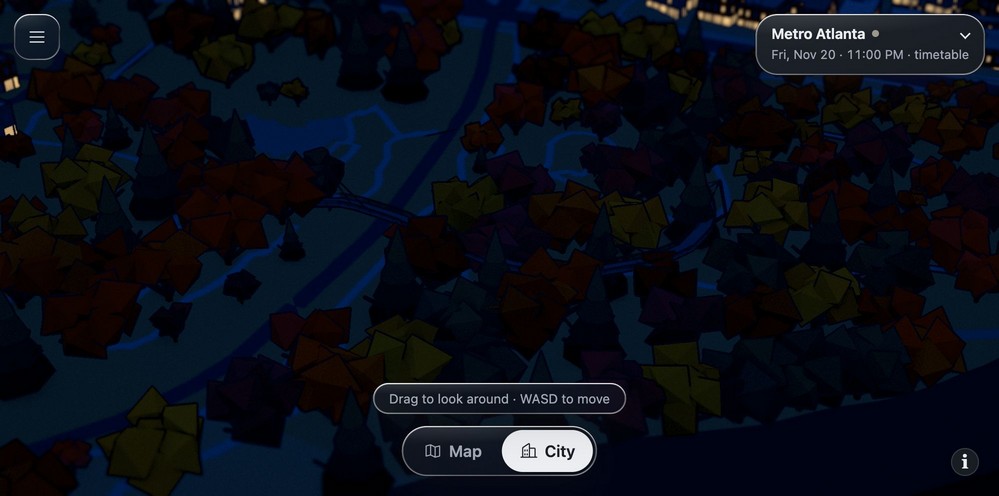 Metro Atlanta
Fri, Nov 20 · 11:00 PM · timetable
Drag to look around · WASD to move
Map
City
i